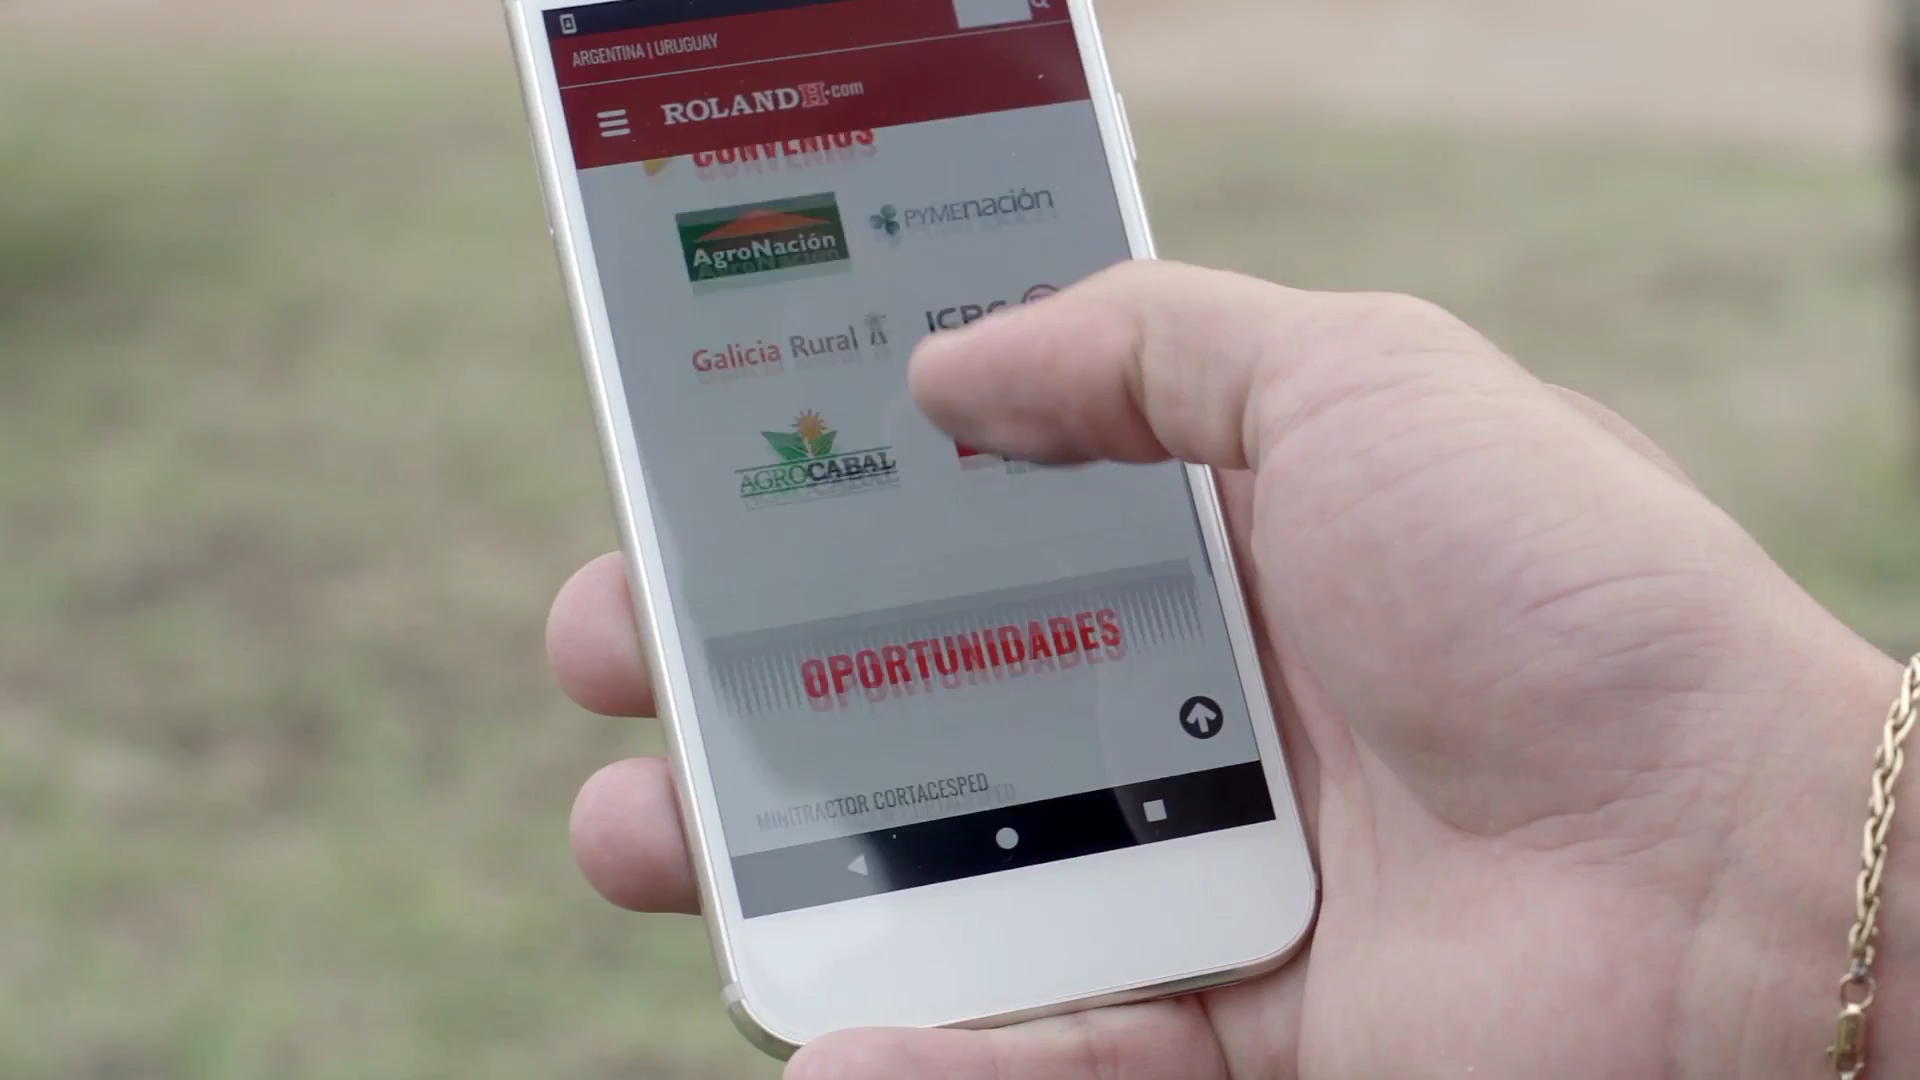 ARGENTINA | URUGUAY
ROLANDH.com
CONVENIOS
AgroNación
PYMEnación
Galicia Rural
AGROCABAL
OPORTUNIDADES
MINITRACTOR CORTACESPED